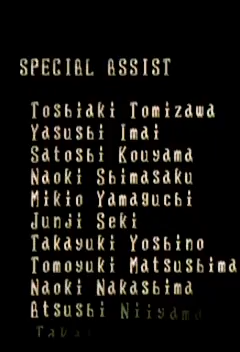 SPECIAL ASSIST
Toshiaki Tomizawa
Yasushi Imai
Satoshi Kouyama
Naoki Shimasaku
Mikio Yamaguchi
Junji Seki
Takayuki Yoshino
Tomoyuki Matsushima
Naoki Nakashima
Atsushi Niiyama